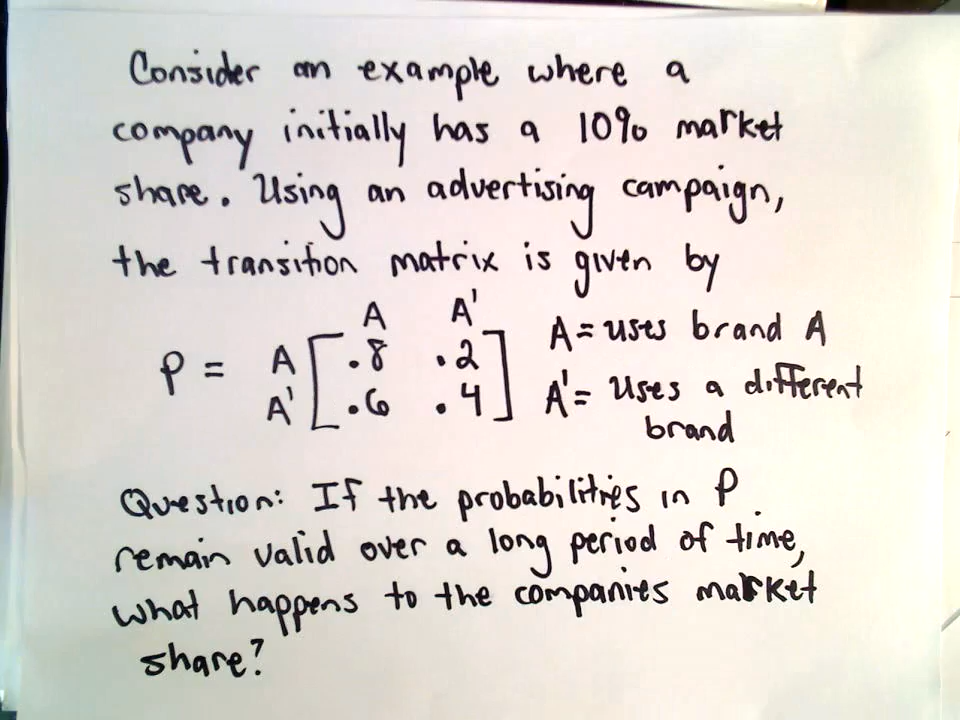 Consider an example where a
company initially has a 10% market
share. Using an advertising campaign,
the transition matrix is given by
A A'
P = A [.8 .2] A = uses brand A
A' [.6 .4] A' = uses a different
brand
Question: If the probabilities in P
remain valid over a long period of time,
what happens to the companies market
share?